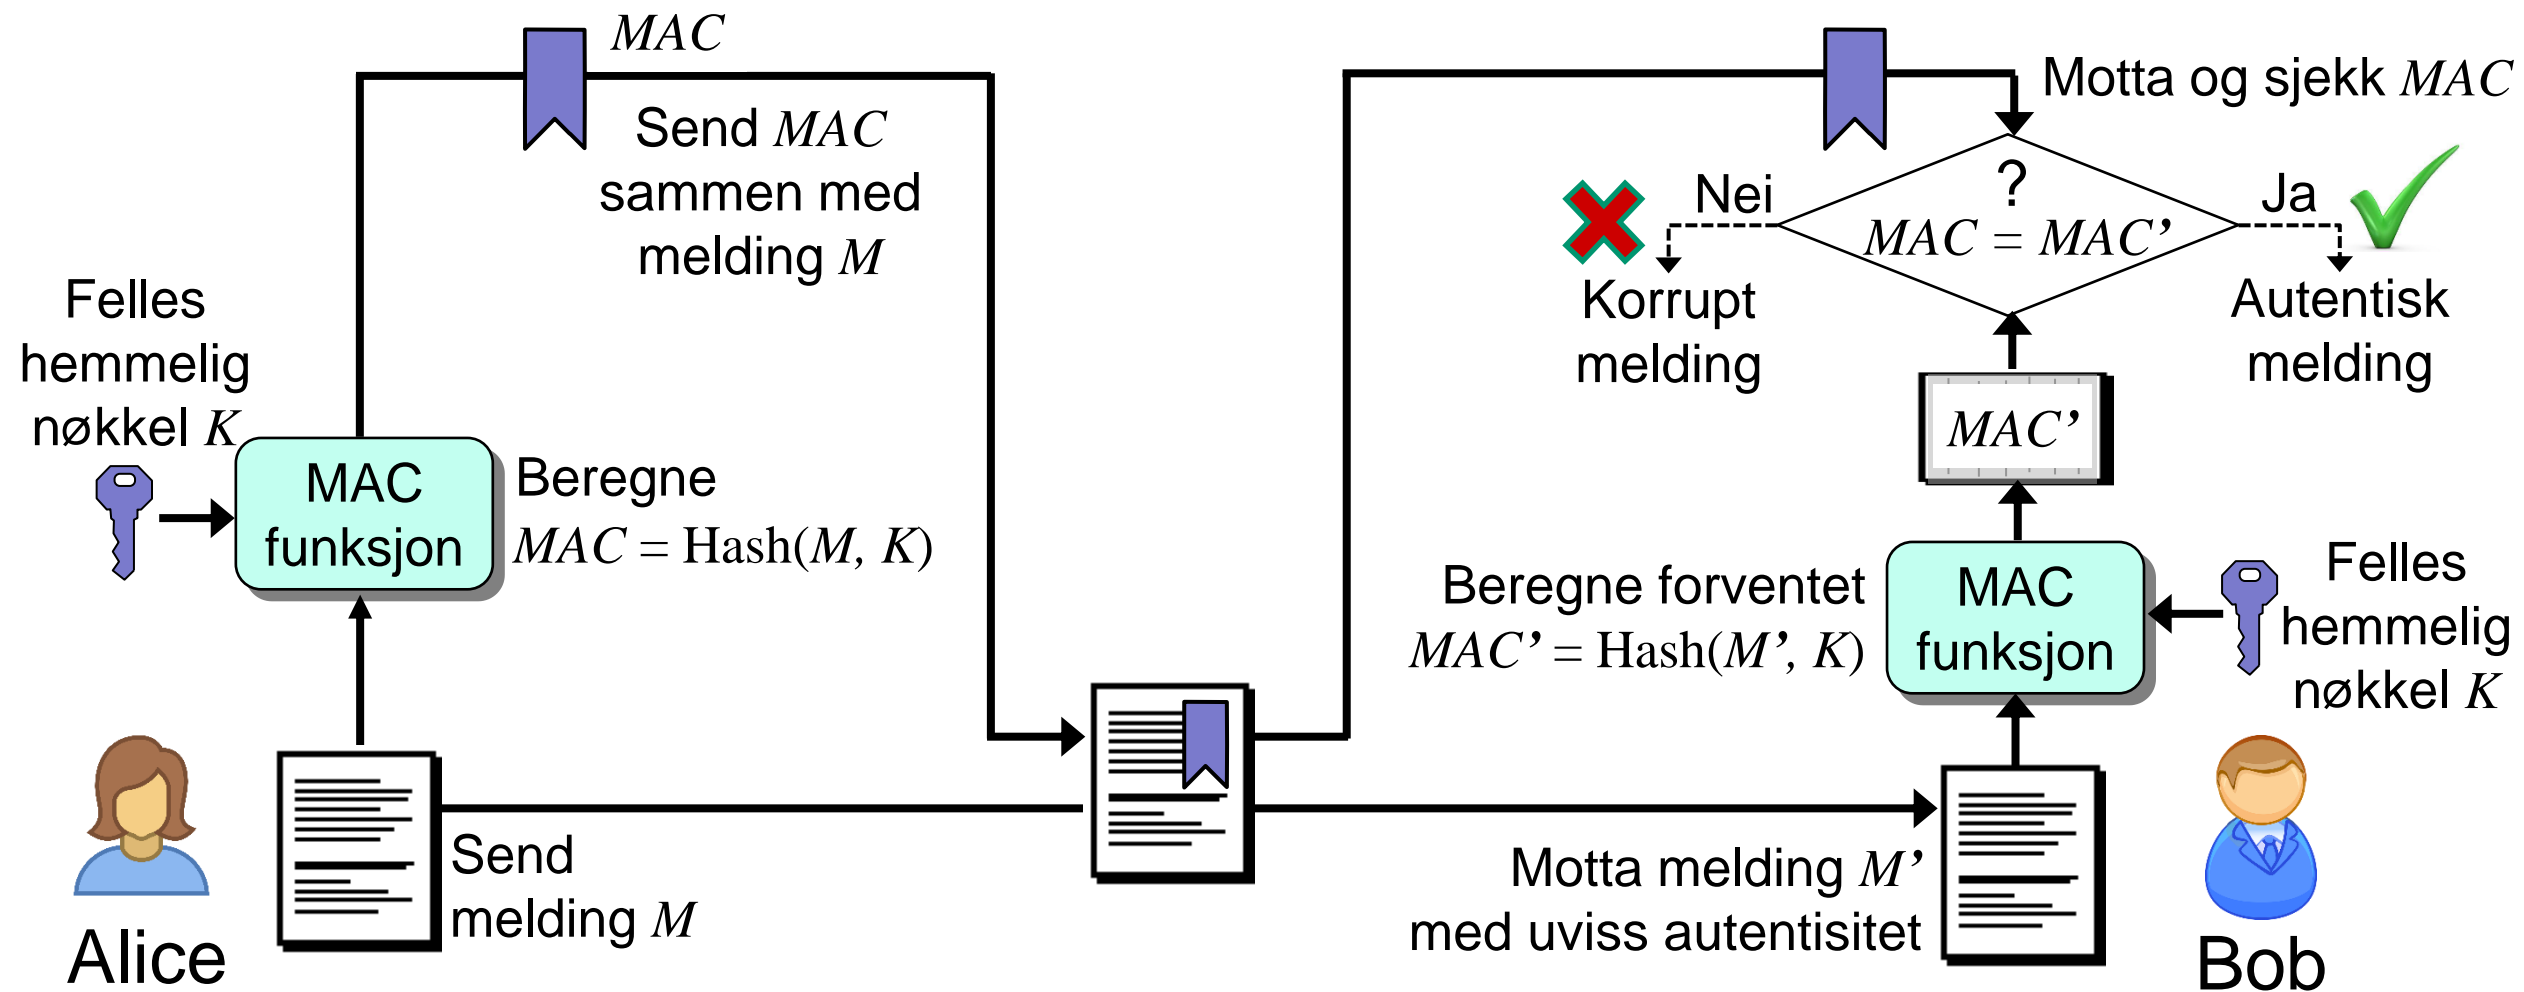 MAC
Send MAC
sammen med
melding M
Felles
hemmelig
nøkkel K
MAC
funksjon
Beregne
MAC = Hash(M, K)
Send
melding M
Alice
Motta og sjekk MAC
?
MAC = MAC’
Nei
Korrupt
melding
Ja
Autentisk
melding
MAC’
Beregne forventet
MAC’ = Hash(M’, K)
MAC
funksjon
Felles
hemmelig
nøkkel K
Motta melding M’
med uviss autentisitet
Bob